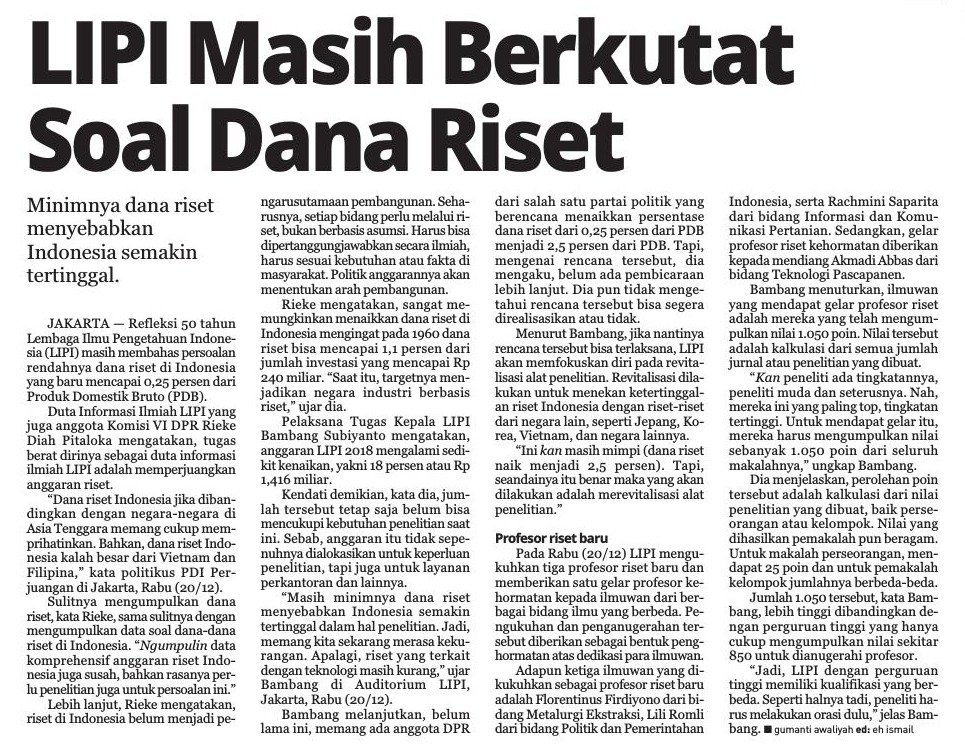 LIPI Masih Berkutat
Soal Dana Riset
Minimnya dana riset
menyebabkan
Indonesia semakin
tertinggal.
JAKARTA — Refleksi 50 tahun
Lembaga Ilmu Pengetahuan Indone-
sia (LIPI) masih membahas persoalan
rendahnya dana riset di Indonesia
yang baru mencapai 0,25 persen dari
Produk Domestik Bruto (PDB).
Duta Informasi Ilmiah LIPI yang
juga anggota Komisi VI DPR Rieke
Diah Pitaloka mengatakan, tugas
berat dirinya sebagai duta informasi
ilmiah LIPI adalah memperjuangkan
anggaran riset.
“Dana riset Indonesia jika diban-
dingkan dengan negara-negara di
Asia Tenggara memang cukup mem-
prihatinkan. Bahkan, dana riset Indo-
nesia kalah besar dari Vietnam dan
Filipina,” kata politikus PDI Per-
juangan di Jakarta, Rabu (20/12).
Sulitnya mengumpulkan dana
riset, kata Rieke, sama sulitnya dengan
mengumpulkan data soal dana-dana
riset di Indonesia. “Ngumpulin data
komprehensif anggaran riset Indo-
nesia juga susah, bahkan rasanya per-
lu penelitian juga untuk persoalan ini.”
Lebih lanjut, Rieke mengatakan,
riset di Indonesia belum menjadi pe-
ngarusutamaan pembangunan. Seha-
rusnya, setiap bidang perlu melalui ri-
set, bukan berbasis asumsi. Harus bisa
dipertanggungjawabkan secara ilmiah,
harus sesuai kebutuhan atau fakta di
masyarakat. Politik anggarannya akan
menentukan arah pembangunan.
Rieke mengatakan, sangat me-
mungkinkan menaikkan dana riset di
Indonesia mengingat pada 1960 dana
riset bisa mencapai 1,1 persen dari
jumlah investasi yang mencapai Rp
240 miliar. “Saat itu, targetnya men-
jadikan negara industri berbasis
riset,” ujar dia.
Pelaksana Tugas Kepala LIPI
Bambang Subiyanto mengatakan,
anggaran LIPI 2018 mengalami sedi-
kit kenaikan, yakni 18 persen atau Rp
1,416 miliar.
Kendati demikian, kata dia, jum-
lah tersebut tetap saja belum bisa
mencukupi kebutuhan penelitian saat
ini. Sebab, anggaran itu tidak sepe-
nuhnya dialokasikan untuk keperluan
penelitian, tapi juga untuk layanan
perkantoran dan lainnya.
“Masih minimnya dana riset
menyebabkan Indonesia semakin
tertinggal dalam hal penelitian. Jadi,
memang kita sekarang merasa keku-
rangan. Apalagi, riset yang terkait
dengan teknologi masih kurang,” ujar
Bambang di Auditorium LIPI,
Jakarta, Rabu (20/12).
Bambang melanjutkan, belum
lama ini, memang ada anggota DPR
dari salah satu partai politik yang
berencana menaikkan persentase
dana riset dari 0,25 persen dari PDB
menjadi 2,5 persen dari PDB. Tapi,
mengenai rencana tersebut, dia
mengaku, belum ada pembicaraan
lebih lanjut. Dia pun tidak menge-
tahui rencana tersebut bisa segera
direalisasikan atau tidak.
Menurut Bambang, jika nantinya
rencana tersebut bisa terlaksana, LIPI
akan memfokuskan diri pada revita-
lisasi alat penelitian. Revitalisasi dila-
kukan untuk menekan ketertinggal-
an riset Indonesia dengan riset-riset
dari negara lain, seperti Jepang, Ko-
rea, Vietnam, dan negara lainnya.
“Ini kan masih mimpi (dana riset
naik menjadi 2,5 persen). Tapi,
seandainya itu benar maka yang akan
dilakukan adalah merevitalisasi alat
penelitian.”
Profesor riset baru
Pada Rabu (20/12) LIPI mengu-
kuhkan tiga profesor riset baru dan
memberikan satu gelar profesor ke-
hormatan kepada ilmuwan dari ber-
bagai bidang ilmu yang berbeda. Pe-
ngukuhan dan penganugerahan ter-
sebut diberikan sebagai bentuk peng-
hormatan atas dedikasi para ilmuwan.
Adapun ketiga ilmuwan yang di-
kukuhkan sebagai profesor riset baru
adalah Florentinus Firdiyono dari bi-
dang Metalurgi Ekstraksi, Lili Romli
dari bidang Politik dan Pemerintahan
Indonesia, serta Rachmini Saparita
dari bidang Informasi dan Komu-
nikasi Pertanian. Sedangkan, gelar
profesor riset kehormatan diberikan
kepada mendiang Akmadi Abbas dari
bidang Teknologi Pascapanen.
Bambang menuturkan, ilmuwan
yang mendapat gelar profesor riset
adalah mereka yang telah mengum-
pulkan nilai 1.050 poin. Nilai tersebut
adalah kalkulasi dari semua jumlah
jurnal atau penelitian yang dibuat.
“Kan peneliti ada tingkatannya,
peneliti muda dan seterusnya. Nah,
mereka ini yang paling top, tingkatan
tertinggi. Untuk mendapat gelar itu,
mereka harus mengumpulkan nilai
sebanyak 1.050 poin dari seluruh
makalahnya,” ungkap Bambang.
Dia menjelaskan, perolehan poin
tersebut adalah kalkulasi dari nilai
penelitian yang dibuat, baik perse-
orangan atau kelompok. Nilai yang
dihasilkan pemakalah pun beragam.
Untuk makalah perseorangan, men-
dapat 25 poin dan untuk pemakalah
kelompok jumlahnya berbeda-beda.
Jumlah 1.050 tersebut, kata Bam-
bang, lebih tinggi dibandingkan de-
ngan perguruan tinggi yang hanya
cukup mengumpulkan nilai sekitar
850 untuk dianugerahi profesor.
“Jadi, LIPI dengan perguruan
tinggi memiliki kualifikasi yang ber-
beda. Seperti halnya tadi, peneliti ha-
rus melakukan orasi dulu,” jelas Bam-
bang. ■ gumanti awaliyah ed: eh ismail